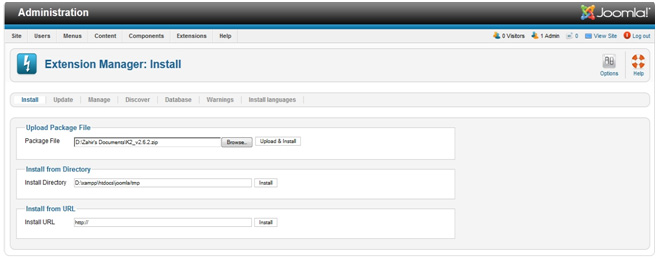 Administration Joomla!
Site Users Menus Content Components Extensions Help 0 Visitors 1 Admin 0 View Site Log out
Extension Manager: Install Options Help
Install Update Manage Discover Database Warnings Install languages
Upload Package File
Package File D:\Zahir's Documents\K2_v2.6.2.zip Browse... Upload & Install
Install from Directory
Install Directory D:\xampp\htdocs\joomla/tmp Install
Install from URL
Install URL http:// Install